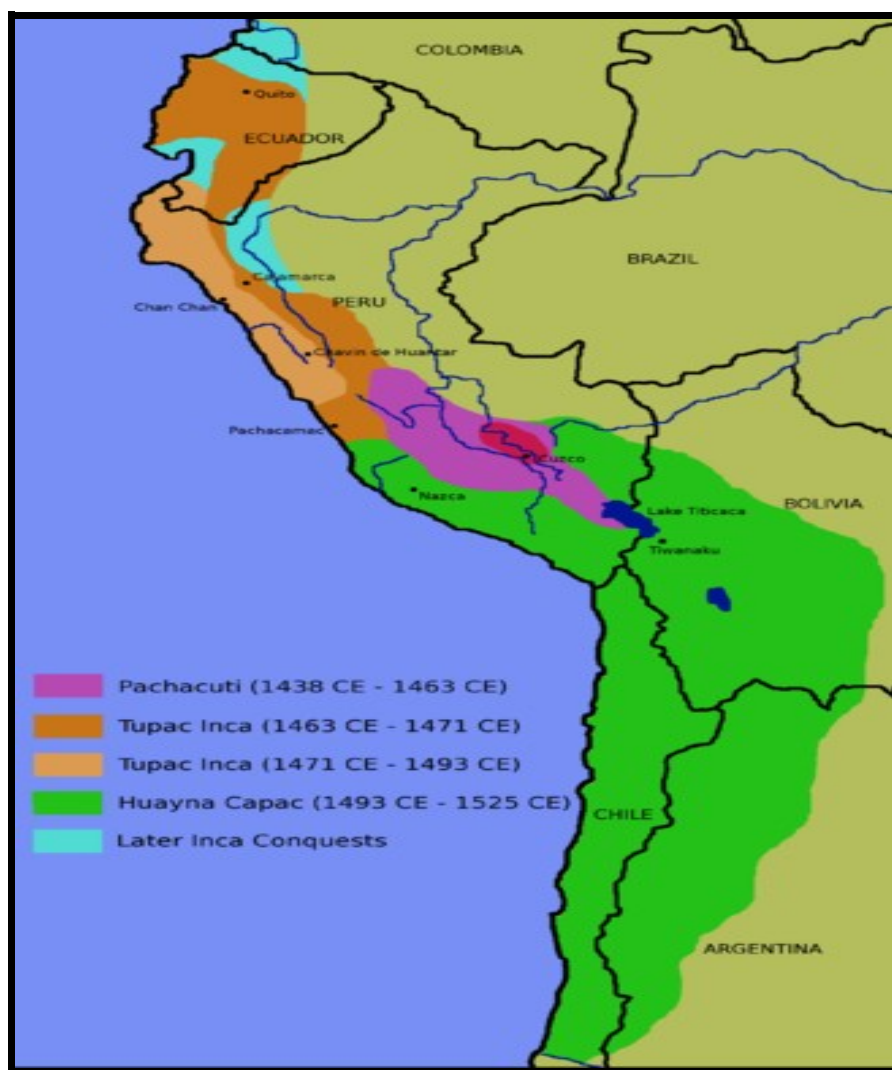 COLOMBIA
Quito
ECUADOR
BRAZIL
Cajamarca
PERU
Chan Chan
Chavin de Huantar
Pachacamac
Cuzco
Nazca
BOLIVIA
Lake Titicaca
Tiwanaku
Pachacuti (1438 CE - 1463 CE)
Tupac Inca (1463 CE - 1471 CE)
Tupac Inca (1471 CE - 1493 CE)
Huayna Capac (1493 CE - 1525 CE)
CHILE
Later Inca Conquests
ARGENTINA